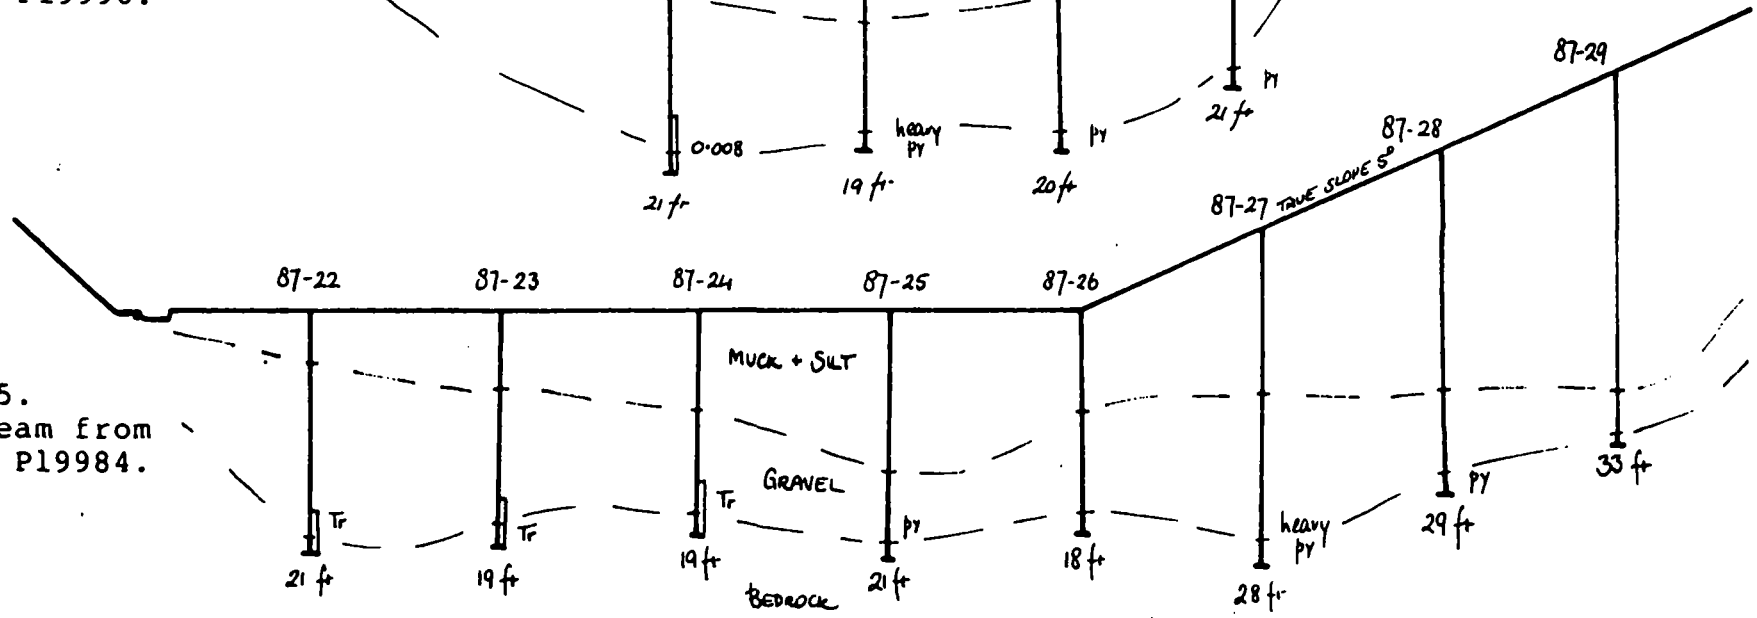 P19990.
0.008
heavy
py
py
py
21 ft
19 ft
20 ft
21 ft
87-29
87-28
TRUE SLOPE 5°
87-27
87-22
87-23
87-24
87-25
87-26
MUCK + SILT
5.
eam from
P19984.
GRAVEL
Tr
Tr
Tr
py
heavy
py
py
21 ft
19 ft
19 ft
21 ft
18 ft
28 ft
29 ft
33 ft
BEDROCK